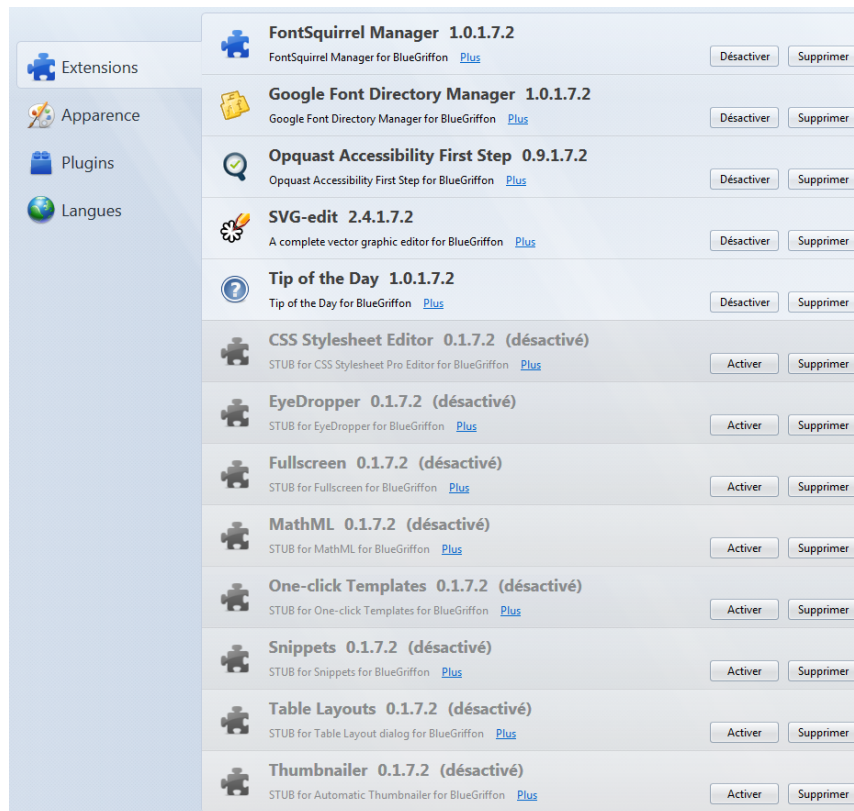 Extensions
Apparence
Plugins
Langues
FontSquirrel Manager 1.0.1.7.2
FontSquirrel Manager for BlueGriffon Plus
Désactiver Supprimer
Google Font Directory Manager 1.0.1.7.2
Google Font Directory Manager for BlueGriffon Plus
Désactiver Supprimer
Opquast Accessibility First Step 0.9.1.7.2
Opquast Accessibility First Step for BlueGriffon Plus
Désactiver Supprimer
SVG-edit 2.4.1.7.2
A complete vector graphic editor for BlueGriffon Plus
Désactiver Supprimer
Tip of the Day 1.0.1.7.2
Tip of the Day for BlueGriffon Plus
Désactiver Supprimer
CSS Stylesheet Editor 0.1.7.2 (désactivé)
STUB for CSS Stylesheet Pro Editor for BlueGriffon Plus
Activer Supprimer
EyeDropper 0.1.7.2 (désactivé)
STUB for EyeDropper for BlueGriffon Plus
Activer Supprimer
Fullscreen 0.1.7.2 (désactivé)
STUB for Fullscreen for BlueGriffon Plus
Activer Supprimer
MathML 0.1.7.2 (désactivé)
STUB for MathML for BlueGriffon Plus
Activer Supprimer
One-click Templates 0.1.7.2 (désactivé)
STUB for One-click Templates for BlueGriffon Plus
Activer Supprimer
Snippets 0.1.7.2 (désactivé)
STUB for Snippets for BlueGriffon Plus
Activer Supprimer
Table Layouts 0.1.7.2 (désactivé)
STUB for Table Layout dialog for BlueGriffon Plus
Activer Supprimer
Thumbnailer 0.1.7.2 (désactivé)
STUB for Automatic Thumbnailer for BlueGriffon Plus
Activer Supprimer